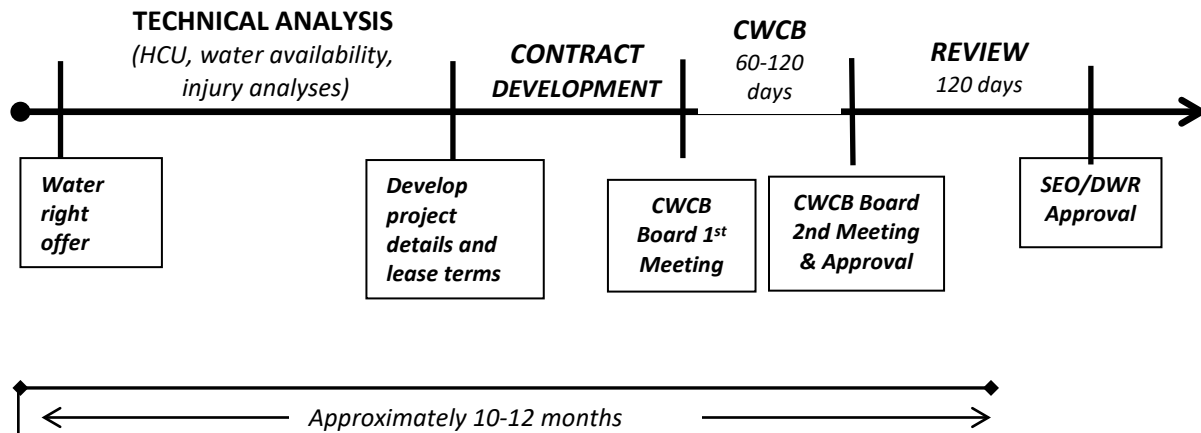 TECHNICAL ANALYSIS
(HCU, water availability,
injury analyses)
CONTRACT
DEVELOPMENT
CWCB
60-120
days
REVIEW
120 days
Water
right
offer
Develop
project
details and
lease terms
CWCB
Board 1st
Meeting
CWCB Board
2nd Meeting
& Approval
SEO/DWR
Approval
Approximately 10-12 months